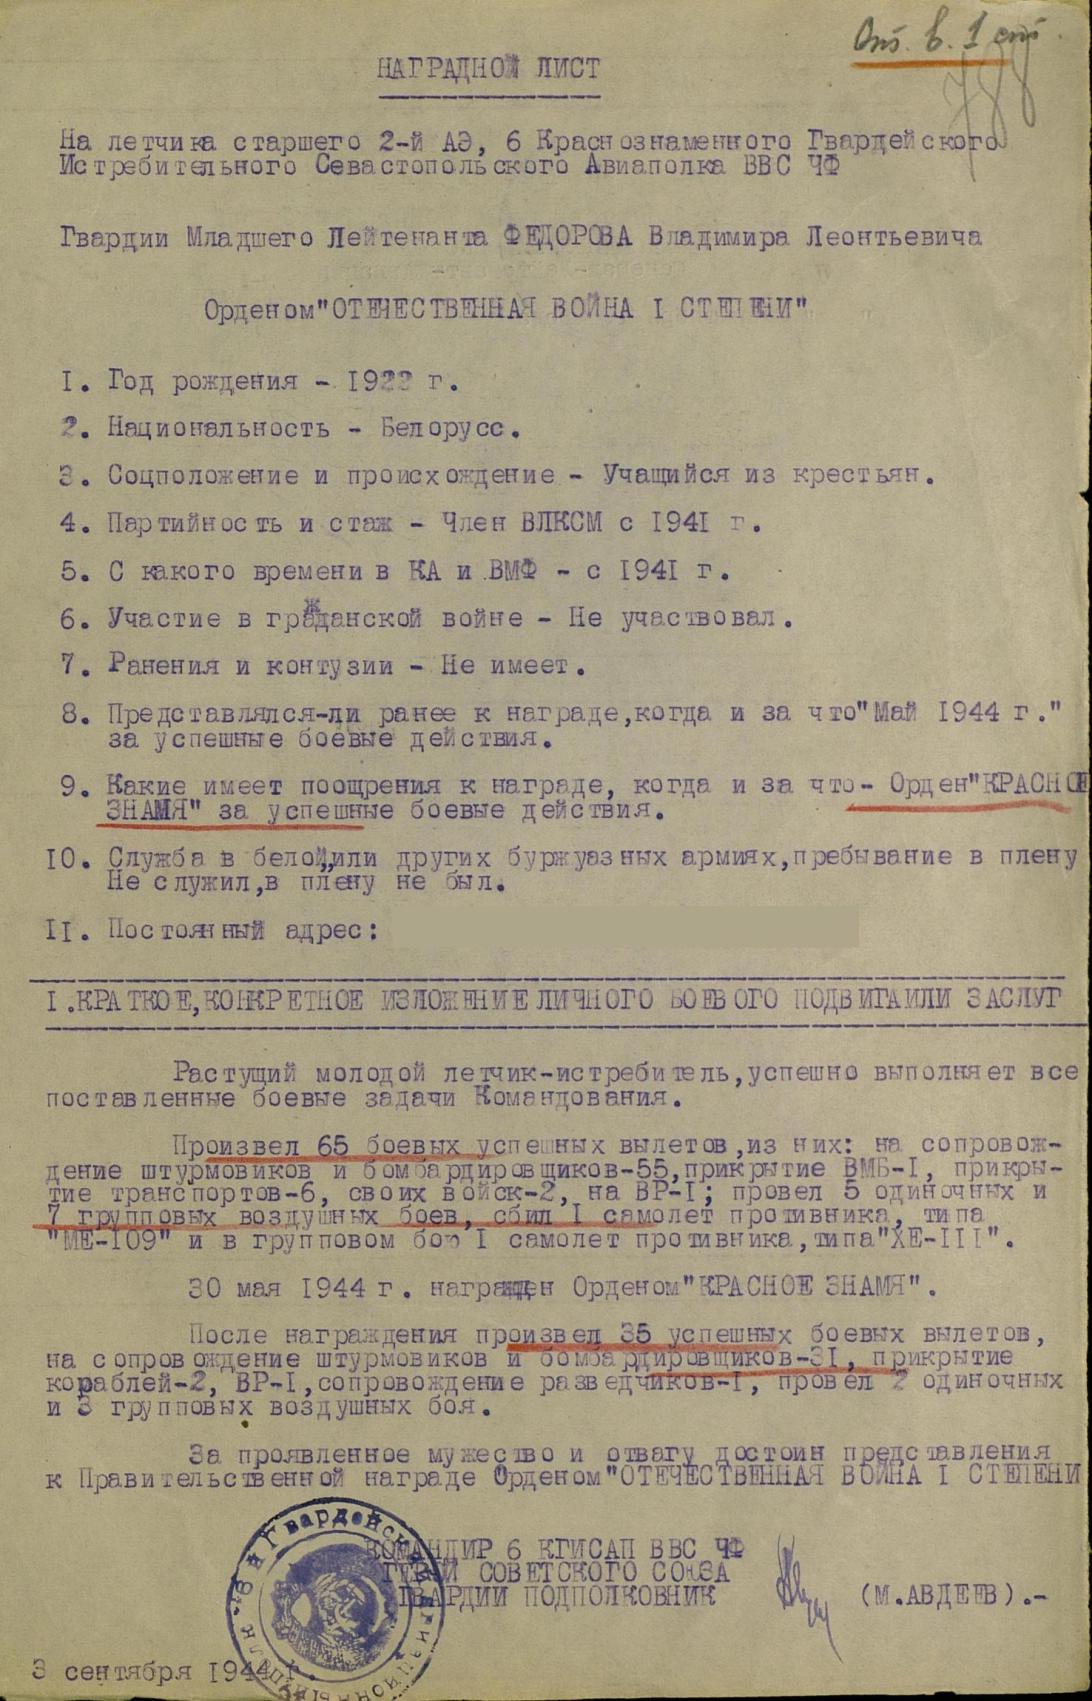 От. в. 1 ст.
788
НАГРАДНОЙ ЛИСТ
На летчика старшего 2-й АЭ, 6 Краснознаменного Гвардейского
Истребительного Севастопольского Авиаполка ВВС ЧФ
Гвардии Младшего Лейтенанта ФЕДОРОВА Владимира Леонтьевича
Орденом"ОТЕЧЕСТВЕННАЯ ВОЙНА I СТЕПЕНИ"
I. Год рождения - 1922 г.
2. Национальность - Белорусс.
3. Соцположение и происхождение - Учащийся из крестьян.
4. Партийность и стаж - Член ВЛКСМ с 1941 г.
5. С какого времени в КА и ВМФ - с 1941 г.
6. Участие в гражданской войне - Не участвовал.
7. Ранения и контузии - Не имеет.
8. Представлялся-ли ранее к награде,когда и за что"Май 1944 г."
за успешные боевые действия.
9. Какие имеет поощрения к награде, когда и за что- Орден"КРАСНОЕ
ЗНАМЯ" за успешные боевые действия.
10. Служба в белой,или других буржуазных армиях,пребывание в плену
Не служил,в плену не был.
II. Постоянный адрес:
I.КРАТКОЕ,КОНКРЕТНОЕ ИЗЛОЖЕНИЕ ЛИЧНОГО БОЕВОГО ПОДВИГА ИЛИ ЗАСЛУГ
Растущий молодой летчик-истребитель,успешно выполняет все
поставленные боевые задачи Командования.
Произвел 65 боевых успешных вылетов,из них: на сопровож-
дение штурмовиков и бомбардировщиков-55,прикрытие ВМБ-I, прикры-
тие транспортов-6, своих войск-2, на ВР-I; провел 5 одиночных и
7 групповых воздушных боев, сбил I самолет противника, типа
"МЕ-109" и в групповом бою I самолет противника,типа"ХЕ-III".
30 мая 1944 г. награжден Орденом"КРАСНОЕ ЗНАМЯ".
После награждения произвел 35 успешных боевых вылетов,
на сопровождение штурмовиков и бомбардировщиков-31, прикрытие
кораблей-2, ВР-I,сопровождение разведчиков-I, провел 2 одиночных
и 3 групповых воздушных боя.
За проявленное мужество и отвагу достоин представления
к Правительственной награде Орденом"ОТЕЧЕСТВЕННАЯ ВОЙНА I СТЕПЕНИ
КОМАНДИР 6 КГИСАП ВВС ЧФ
ГЕРОЙ СОВЕТСКОГО СОЮЗА
ГВАРДИИ ПОДПОЛКОВНИК (М.АВДЕЕВ).-
3 сентября 1944 г.